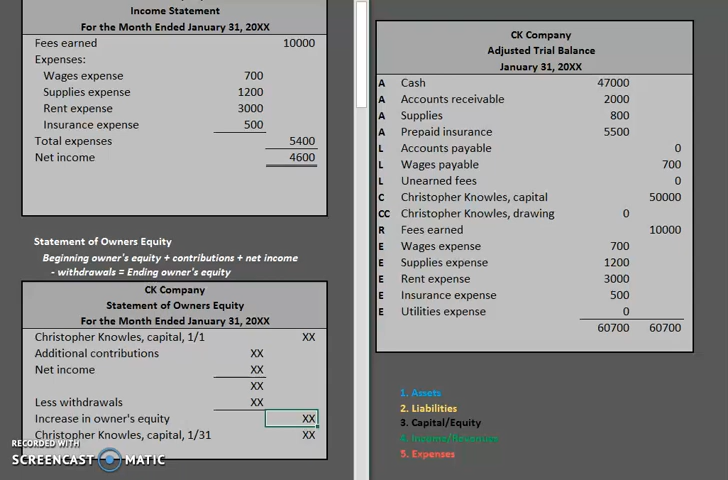 Income Statement
For the Month Ended January 31, 20XX
Fees earned 10000
Expenses:
Wages expense 700
Supplies expense 1200
Rent expense 3000
Insurance expense 500
Total expenses 5400
Net income 4600
Statement of Owners Equity
Beginning owner's equity + contributions + net income
- withdrawals = Ending owner's equity
CK Company
Statement of Owners Equity
For the Month Ended January 31, 20XX
Christopher Knowles, capital, 1/1 XX
Additional contributions XX
Net income XX
XX
Less withdrawals XX
Increase in owner's equity XX
Christopher Knowles, capital, 1/31 XX
RECORDED WITH
SCREENCAST MATIC
CK Company
Adjusted Trial Balance
January 31, 20XX
A Cash 47000
A Accounts receivable 2000
A Supplies 800
A Prepaid insurance 5500
L Accounts payable 0
L Wages payable 700
L Unearned fees 0
C Christopher Knowles, capital 50000
CC Christopher Knowles, drawing 0
R Fees earned 10000
E Wages expense 700
E Supplies expense 1200
E Rent expense 3000
E Insurance expense 500
E Utilities expense 0
60700 60700
1. Assets
2. Liabilities
3. Capital/Equity
4. Income/Revenues
5. Expenses